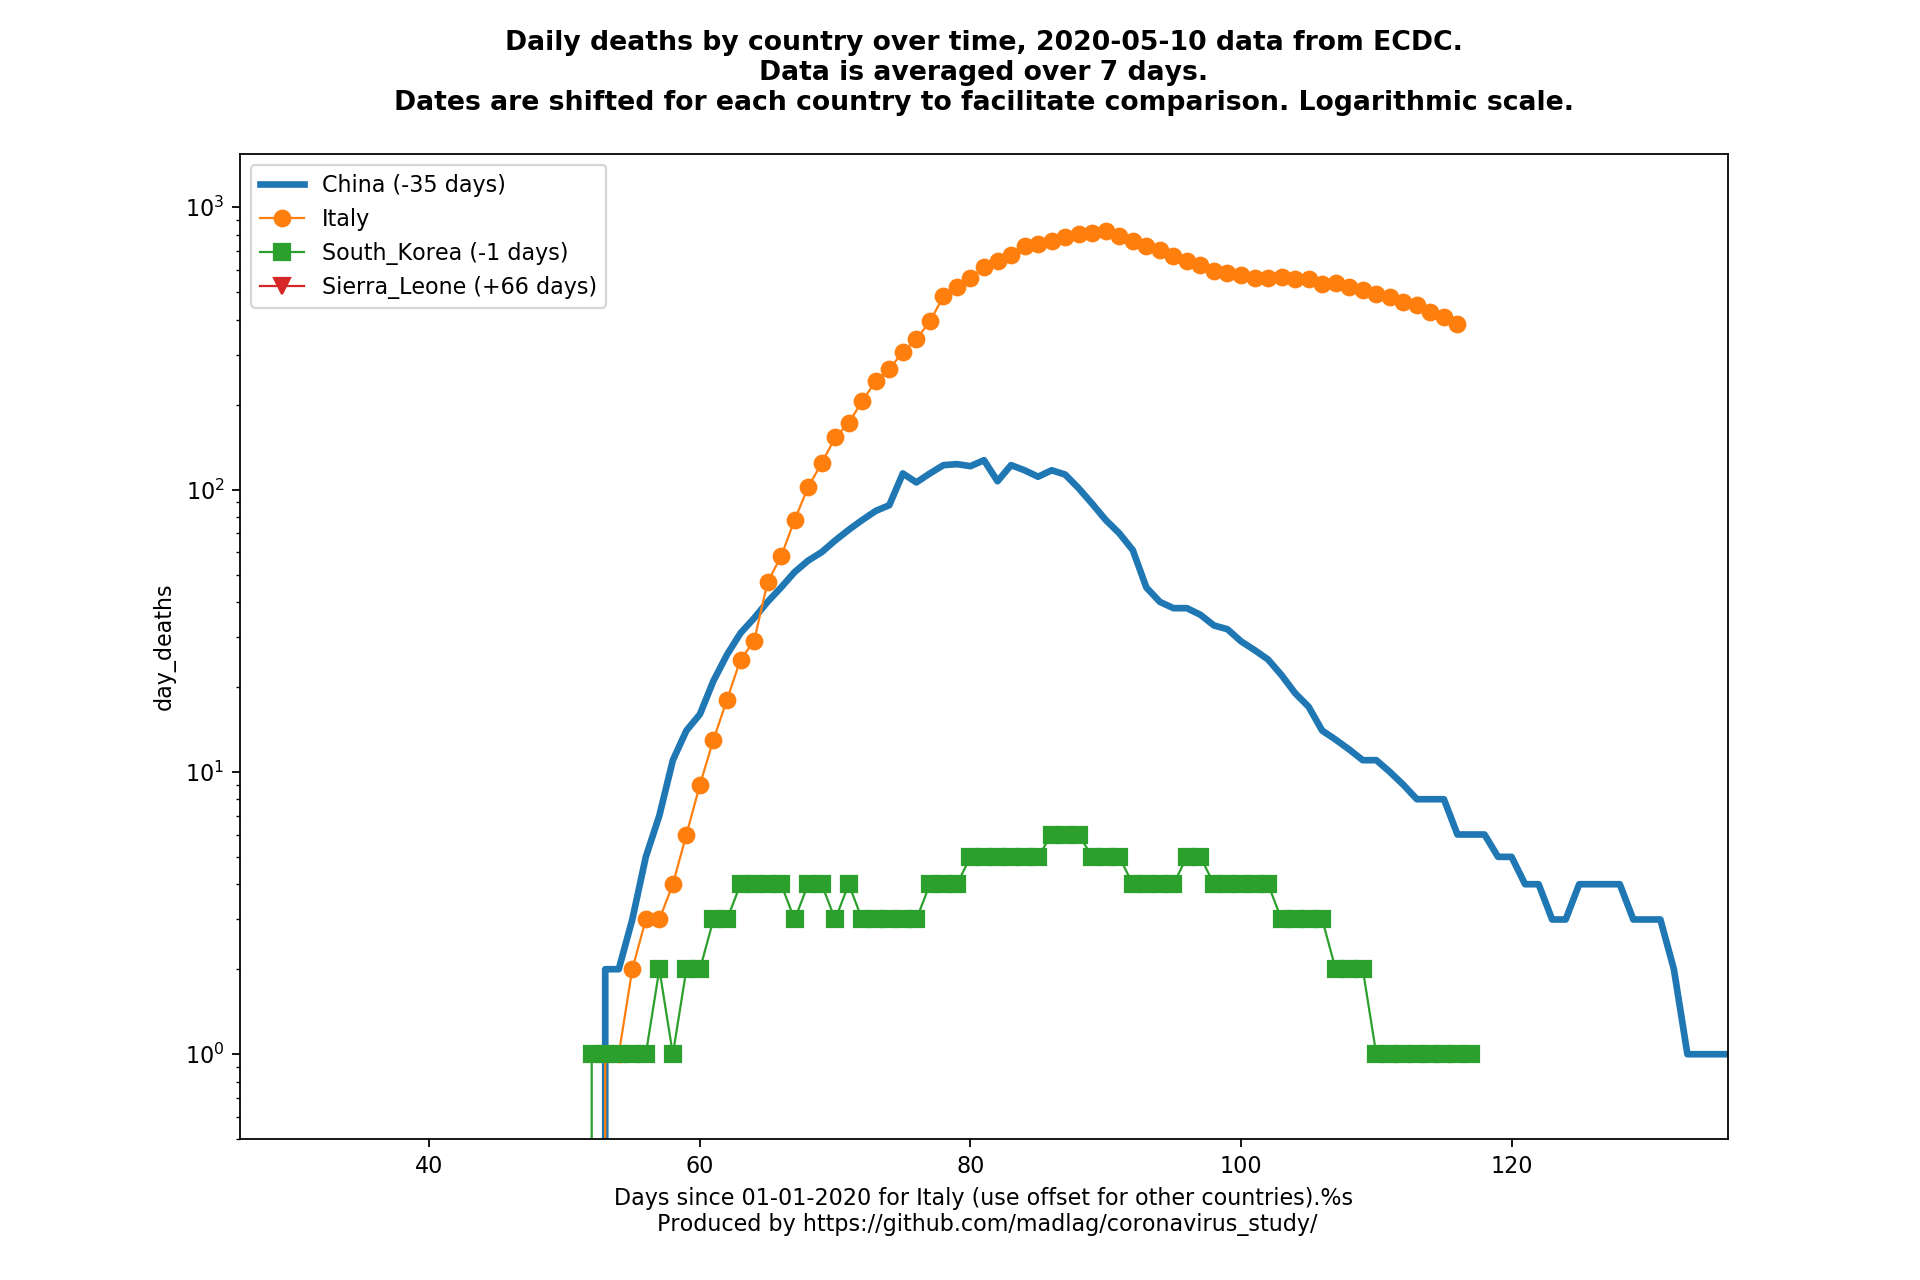 Daily deaths by country over time, 2020-05-10 data from ECDC.
Data is averaged over 7 days.
Dates are shifted for each country to facilitate comparison. Logarithmic scale.
China (-35 days)
Italy
South_Korea (-1 days)
Sierra_Leone (+66 days)
10³
10²
10¹
10⁰
day_deaths
40 60 80 100 120
Days since 01-01-2020 for Italy (use offset for other countries).%s
Produced by https://github.com/madlag/coronavirus_study/